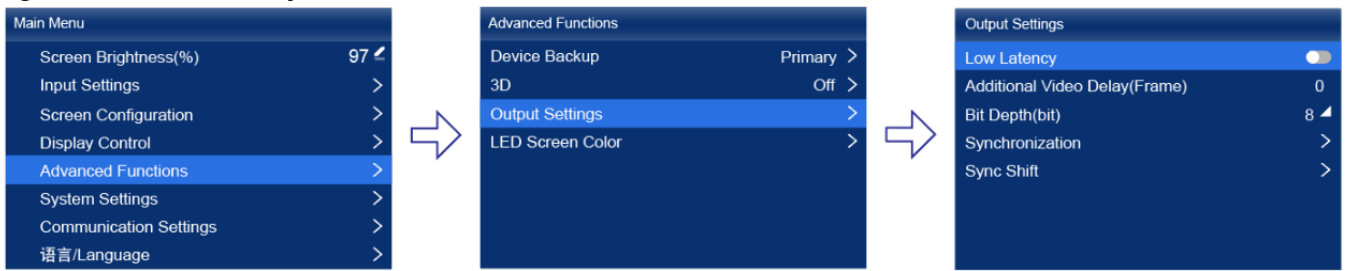 Main Menu
Screen Brightness(%) 97
Input Settings
Screen Configuration
Display Control
Advanced Functions
System Settings
Communication Settings
语言/Language
Advanced Functions
Device Backup Primary
3D Off
Output Settings
LED Screen Color
Output Settings
Low Latency
Additional Video Delay(Frame) 0
Bit Depth(bit) 8
Synchronization
Sync Shift